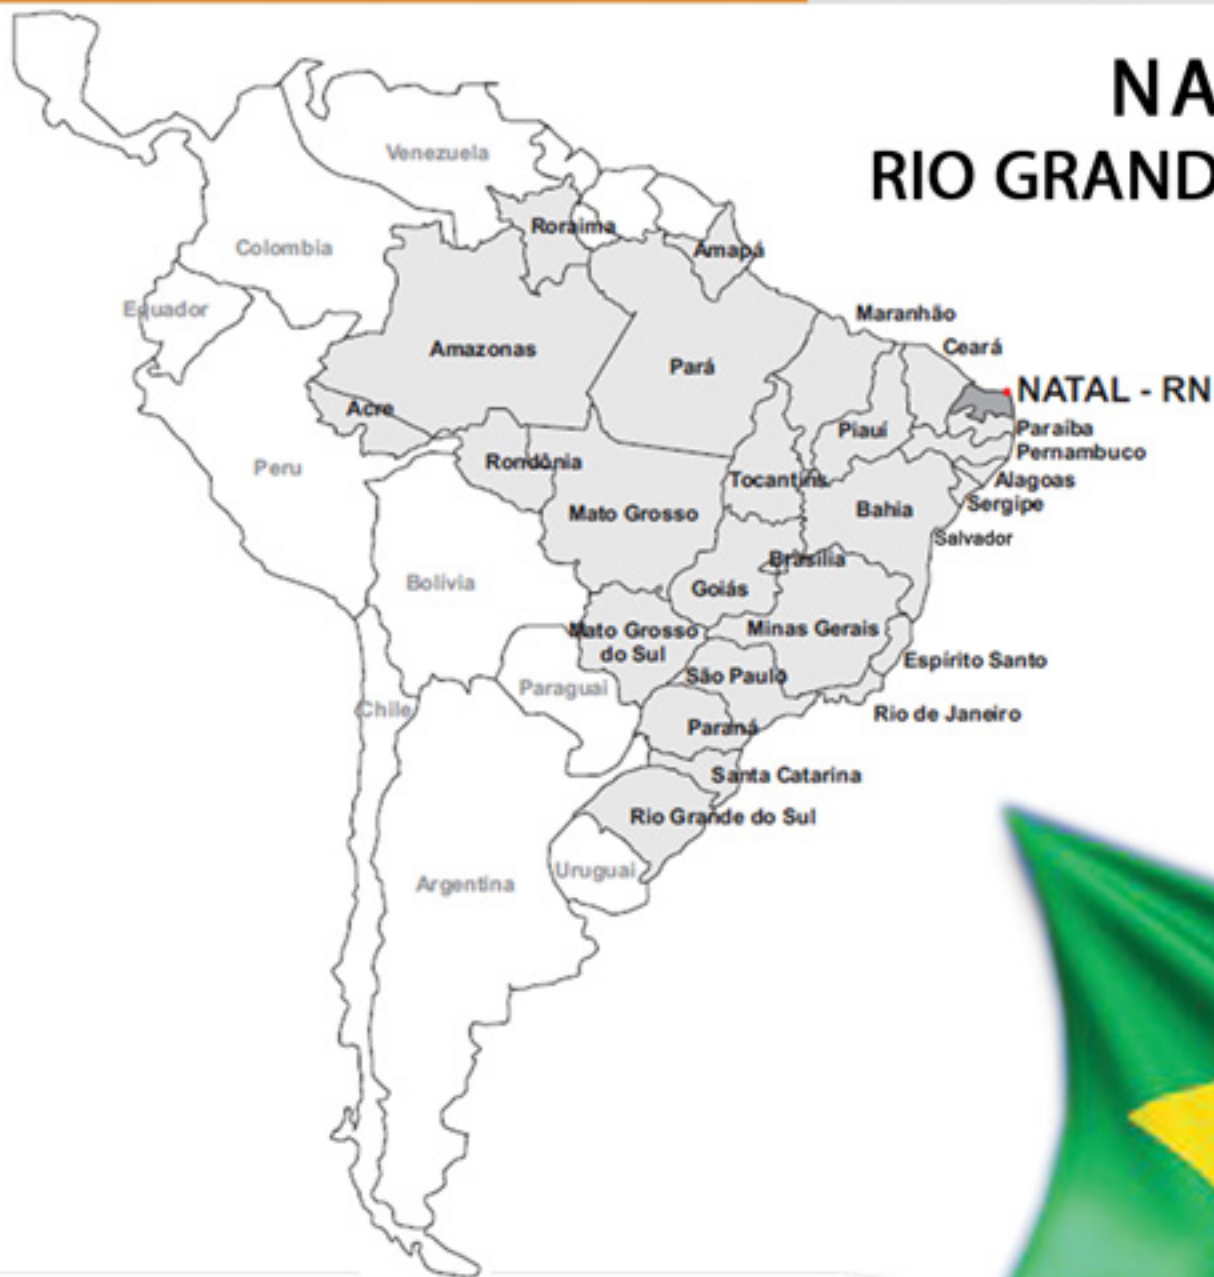 NA
RIO GRAND
Venezuela
Roraima
Colombia
Amapá
Equador
Maranhão
Ceará
Amazonas
Pará
NATAL - RN
Acre
Piauí
Paraíba
Pernambuco
Peru
Rondônia
Tocantins
Alagoas
Mato Grosso
Bahia
Sergipe
Salvador
Brasília
Bolívia
Goiás
Mato Grosso
do Sul
Minas Gerais
Espírito Santo
São Paulo
Paraguai
Chile
Rio de Janeiro
Paraná
Santa Catarina
Rio Grande do Sul
Uruguai
Argentina